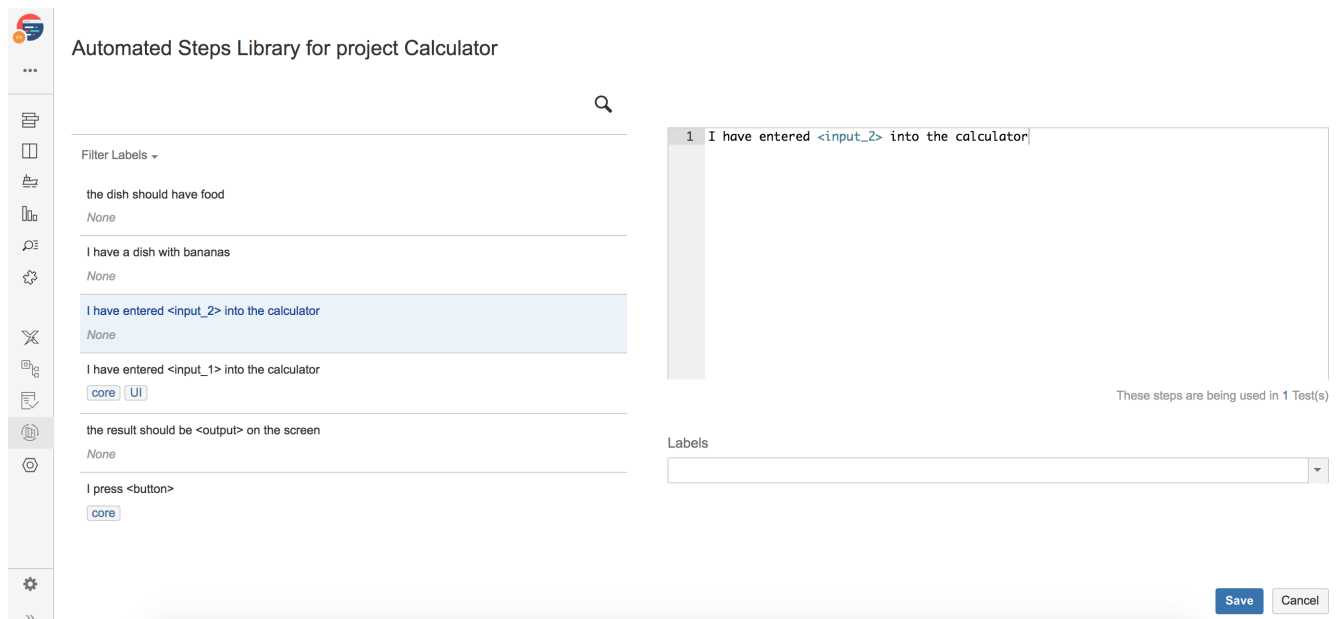 Automated Steps Library for project Calculator
Filter Labels
the dish should have food
None
I have a dish with bananas
None
I have entered <input_2> into the calculator
None
I have entered <input_1> into the calculator
core UI
the result should be <output> on the screen
None
I press <button>
core
1 I have entered <input_2> into the calculator
These steps are being used in 1 Test(s)
Labels
Save Cancel